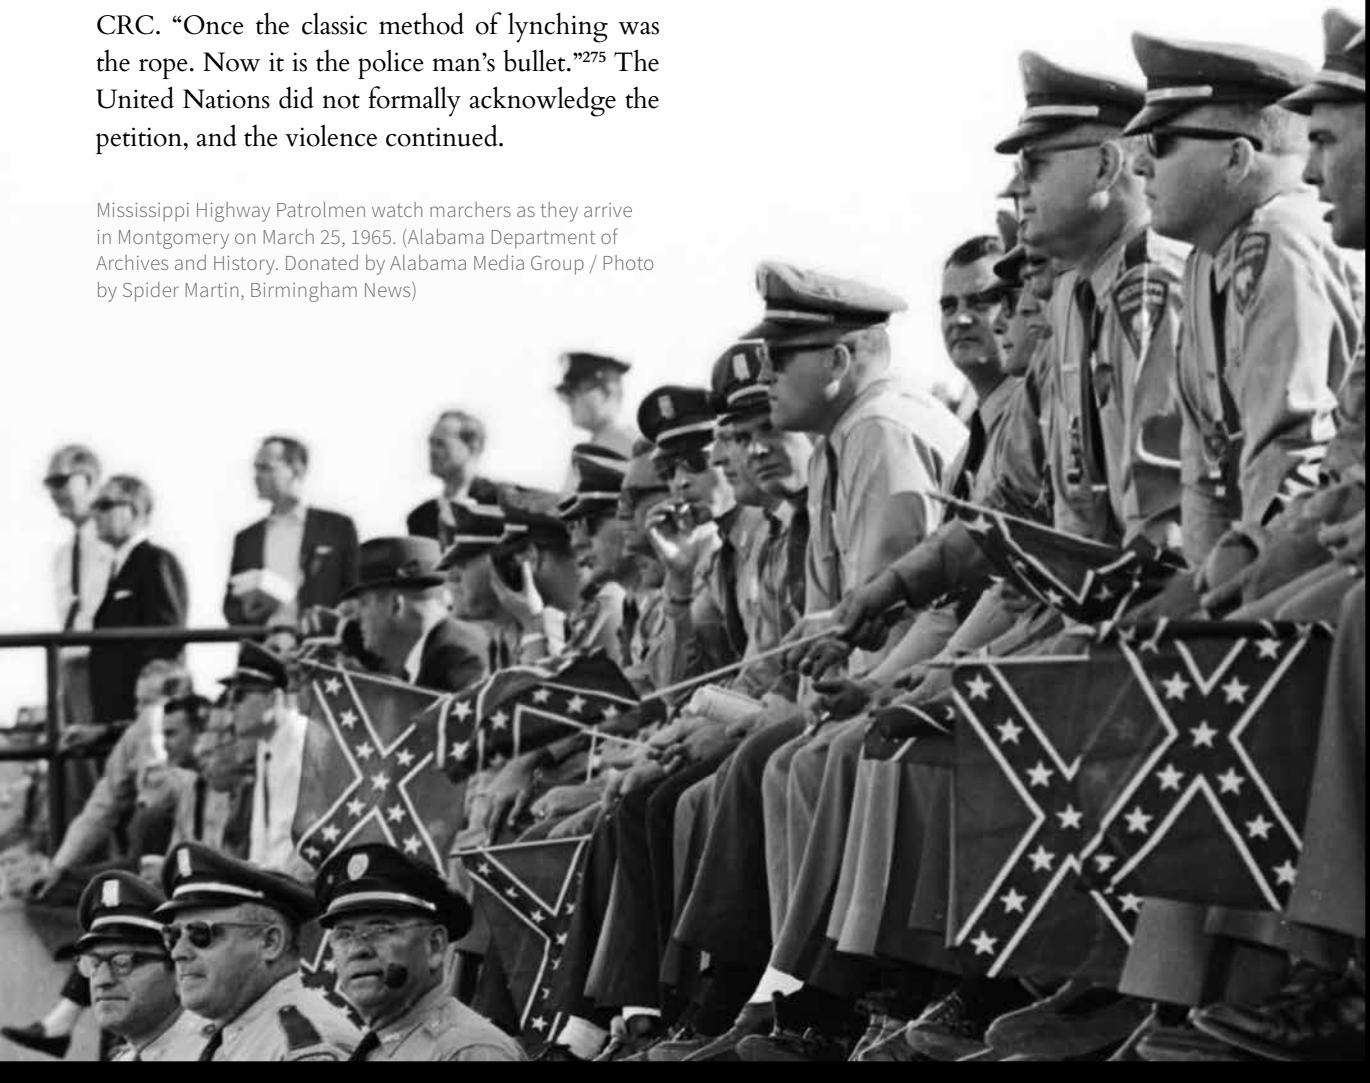 CRC. “Once the classic method of lynching was
the rope. Now it is the police man’s bullet.”275 The
United Nations did not formally acknowledge the
petition, and the violence continued.
Mississippi Highway Patrolmen watch marchers as they arrive
in Montgomery on March 25, 1965. (Alabama Department of
Archives and History. Donated by Alabama Media Group / Photo
by Spider Martin, Birmingham News)